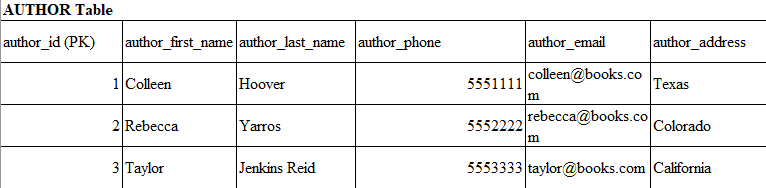 AUTHOR Table
author_id (PK) author_first_name author_last_name author_phone author_email author_address
1 Colleen Hoover 5551111 colleen@books.co
m Texas
2 Rebecca Yarros 5552222 rebecca@books.co
m Colorado
3 Taylor Jenkins Reid 5553333 taylor@books.com California